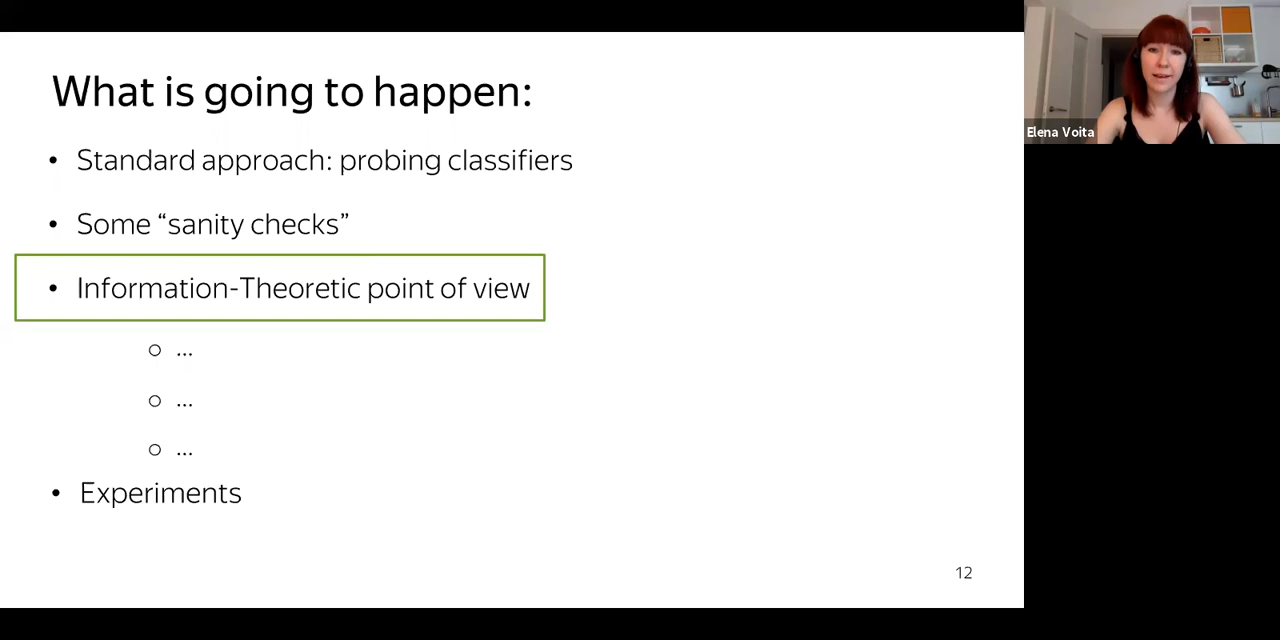 What is going to happen:
• Standard approach: probing classifiers
• Some “sanity checks”
• Information-Theoretic point of view
○ ...
○ ...
○ ...
• Experiments
12
Elena Voita